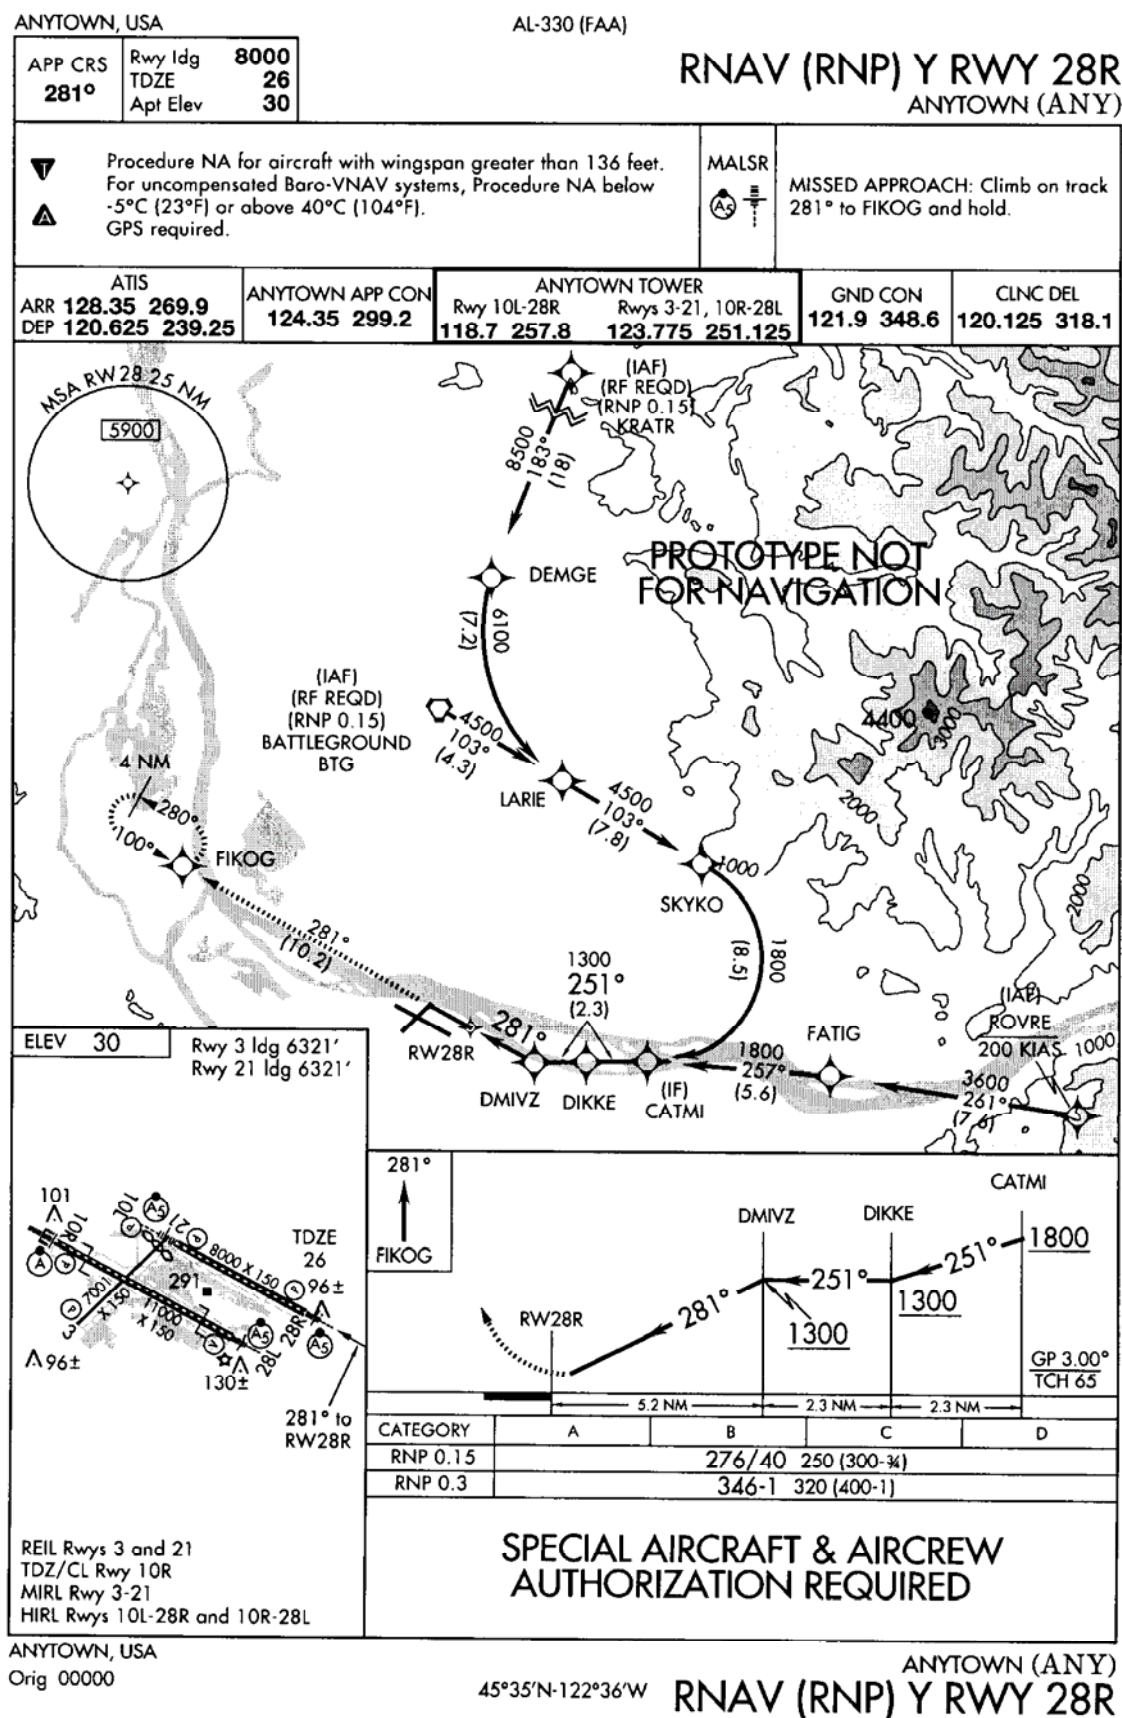 ANYTOWN, USA
AL-330 (FAA)
RNAV (RNP) Y RWY 28R
ANYTOWN (ANY)
APP CRS
281°
Rwy ldg 8000
TDZE 26
Apt Elev 30
T
A
Procedure NA for aircraft with wingspan greater than 136 feet.
For uncompensated Baro-VNAV systems, Procedure NA below
-5°C (23°F) or above 40°C (104°F).
GPS required.
MALSR
A5
MISSED APPROACH: Climb on track
281° to FIKOG and hold.
ATIS
ARR 128.35 269.9
DEP 120.625 239.25
ANYTOWN APP CON
124.35 299.2
ANYTOWN TOWER
Rwy 10L-28R Rwys 3-21, 10R-28L
118.7 257.8 123.775 251.125
GND CON
121.9 348.6
CLNC DEL
120.125 318.1
MSA RW 28 25 NM
5900
(IAF)
(RF REQD)
(RNP 0.15)
KRATR
8500
183°
(18)
PROTOTYPE NOT
FOR NAVIGATION
DEMGE
6100
(7.2)
(IAF)
(RF REQD)
(RNP 0.15)
BATTLEGROUND
BTG
4500
103°
(4.3)
4400
3000
LARIE
4500
103°
(7.8)
2000
4 NM
280°
100°
FIKOG
1000
SKYKO
2000
281°
(10.2)
1800
(8.5)
1300
251°
(2.3)
(IAF)
ROVRE
200 KIAS
1000
RW28R
281°
FATIG
1800
257°
(5.6)
3600
261°
(7.6)
DMIVZ
DIKKE
(IF)
CATMI
ELEV 30
Rwy 3 ldg 6321'
Rwy 21 ldg 6321'
101
10R
10L
A5
21
P
P
TDZE
26
A
P
8000 X 150
P
96±
291
P
7001
X 150
11000
X 150
3
A
A5
28R
A5
28L
96±
130±
281° to
RW28R
REIL Rwys 3 and 21
TDZ/CL Rwy 10R
MIRL Rwy 3-21
HIRL Rwys 10L-28R and 10R-28L
281°
FIKOG
CATMI
DMIVZ
DIKKE
1800
251°
251°
1300
281°
1300
RW28R
GP 3.00°
TCH 65
5.2 NM
2.3 NM
2.3 NM
CATEGORY A B C D
RNP 0.15 276/40 250 (300-¾)
RNP 0.3 346-1 320 (400-1)
SPECIAL AIRCRAFT & AIRCREW
AUTHORIZATION REQUIRED
ANYTOWN, USA
Orig 00000
45°35'N-122°36'W
ANYTOWN (ANY)
RNAV (RNP) Y RWY 28R